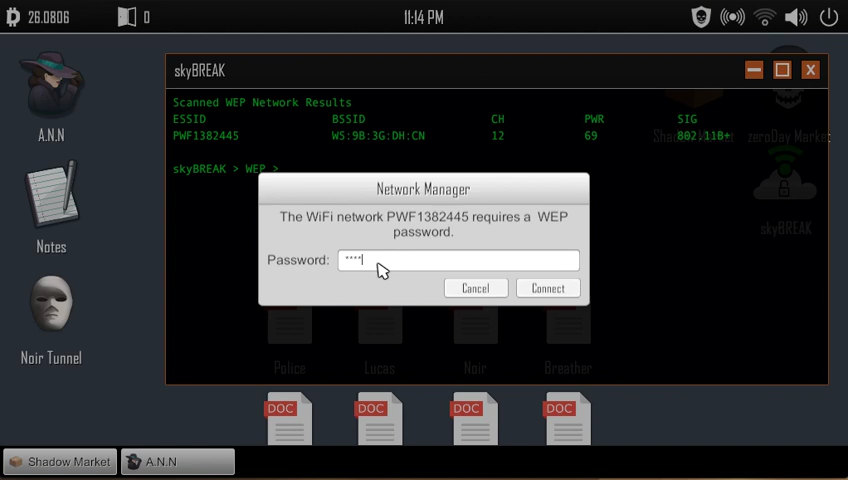 26.0806
0
11:14 PM
skyBREAK
Scanned WEP Network Results
ESSID BSSID CH PWR SIG
PWF1382445 WS:9B:3G:DH:CN 12 69 802.11B+
skyBREAK > WEP >
Network Manager
The WiFi network PWF1382445 requires a WEP
password.
Password: ****
Cancel Connect
A.N.N
Notes
Noir Tunnel
Shadow Market
zeroDay Market
skyBREAK
Police Lucas Noir Breather
DOC DOC DOC DOC
Shadow Market A.N.N